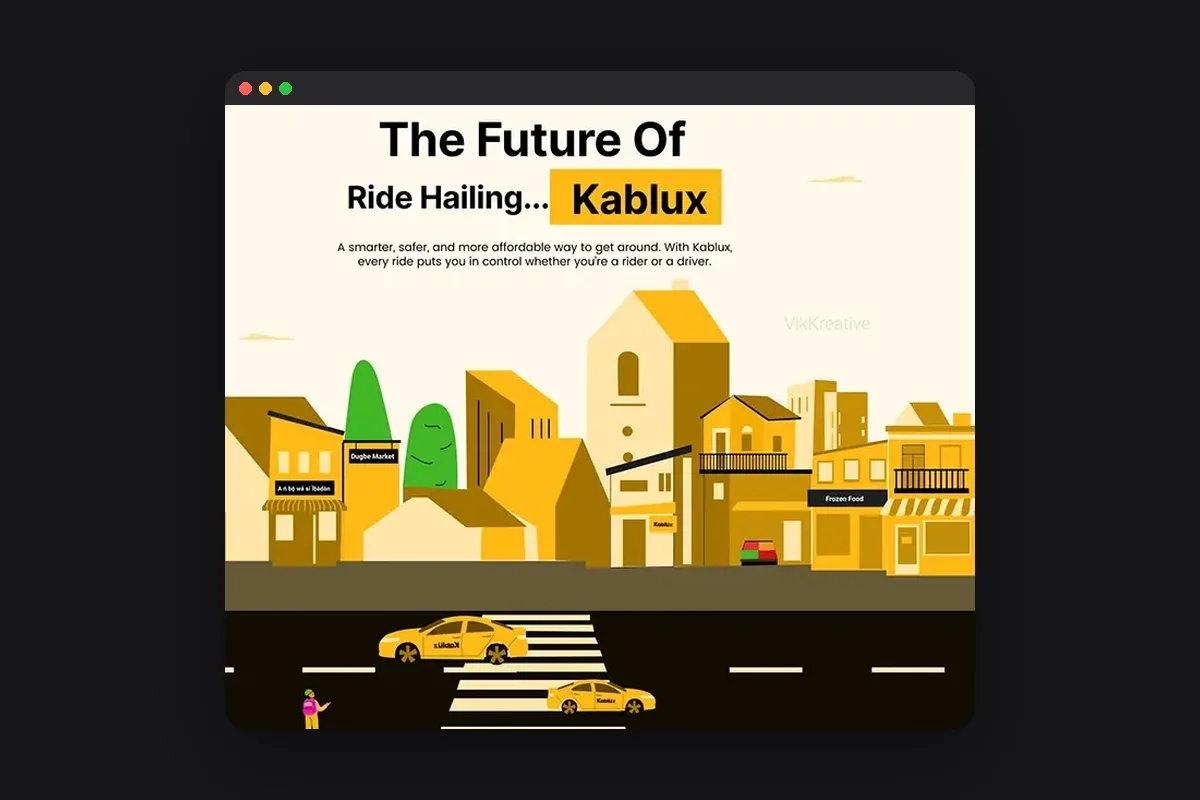 The Future Of
Ride Hailing... Kablux
A smarter, safer, and more affordable way to get around. With Kablux,
every ride puts you in control whether you're a rider or a driver.
VikKreative
Dugbe Market
A ń bọ̀ wá sí Ìbàdàn
Frozen Food
Kablux
Kablux
Kablux